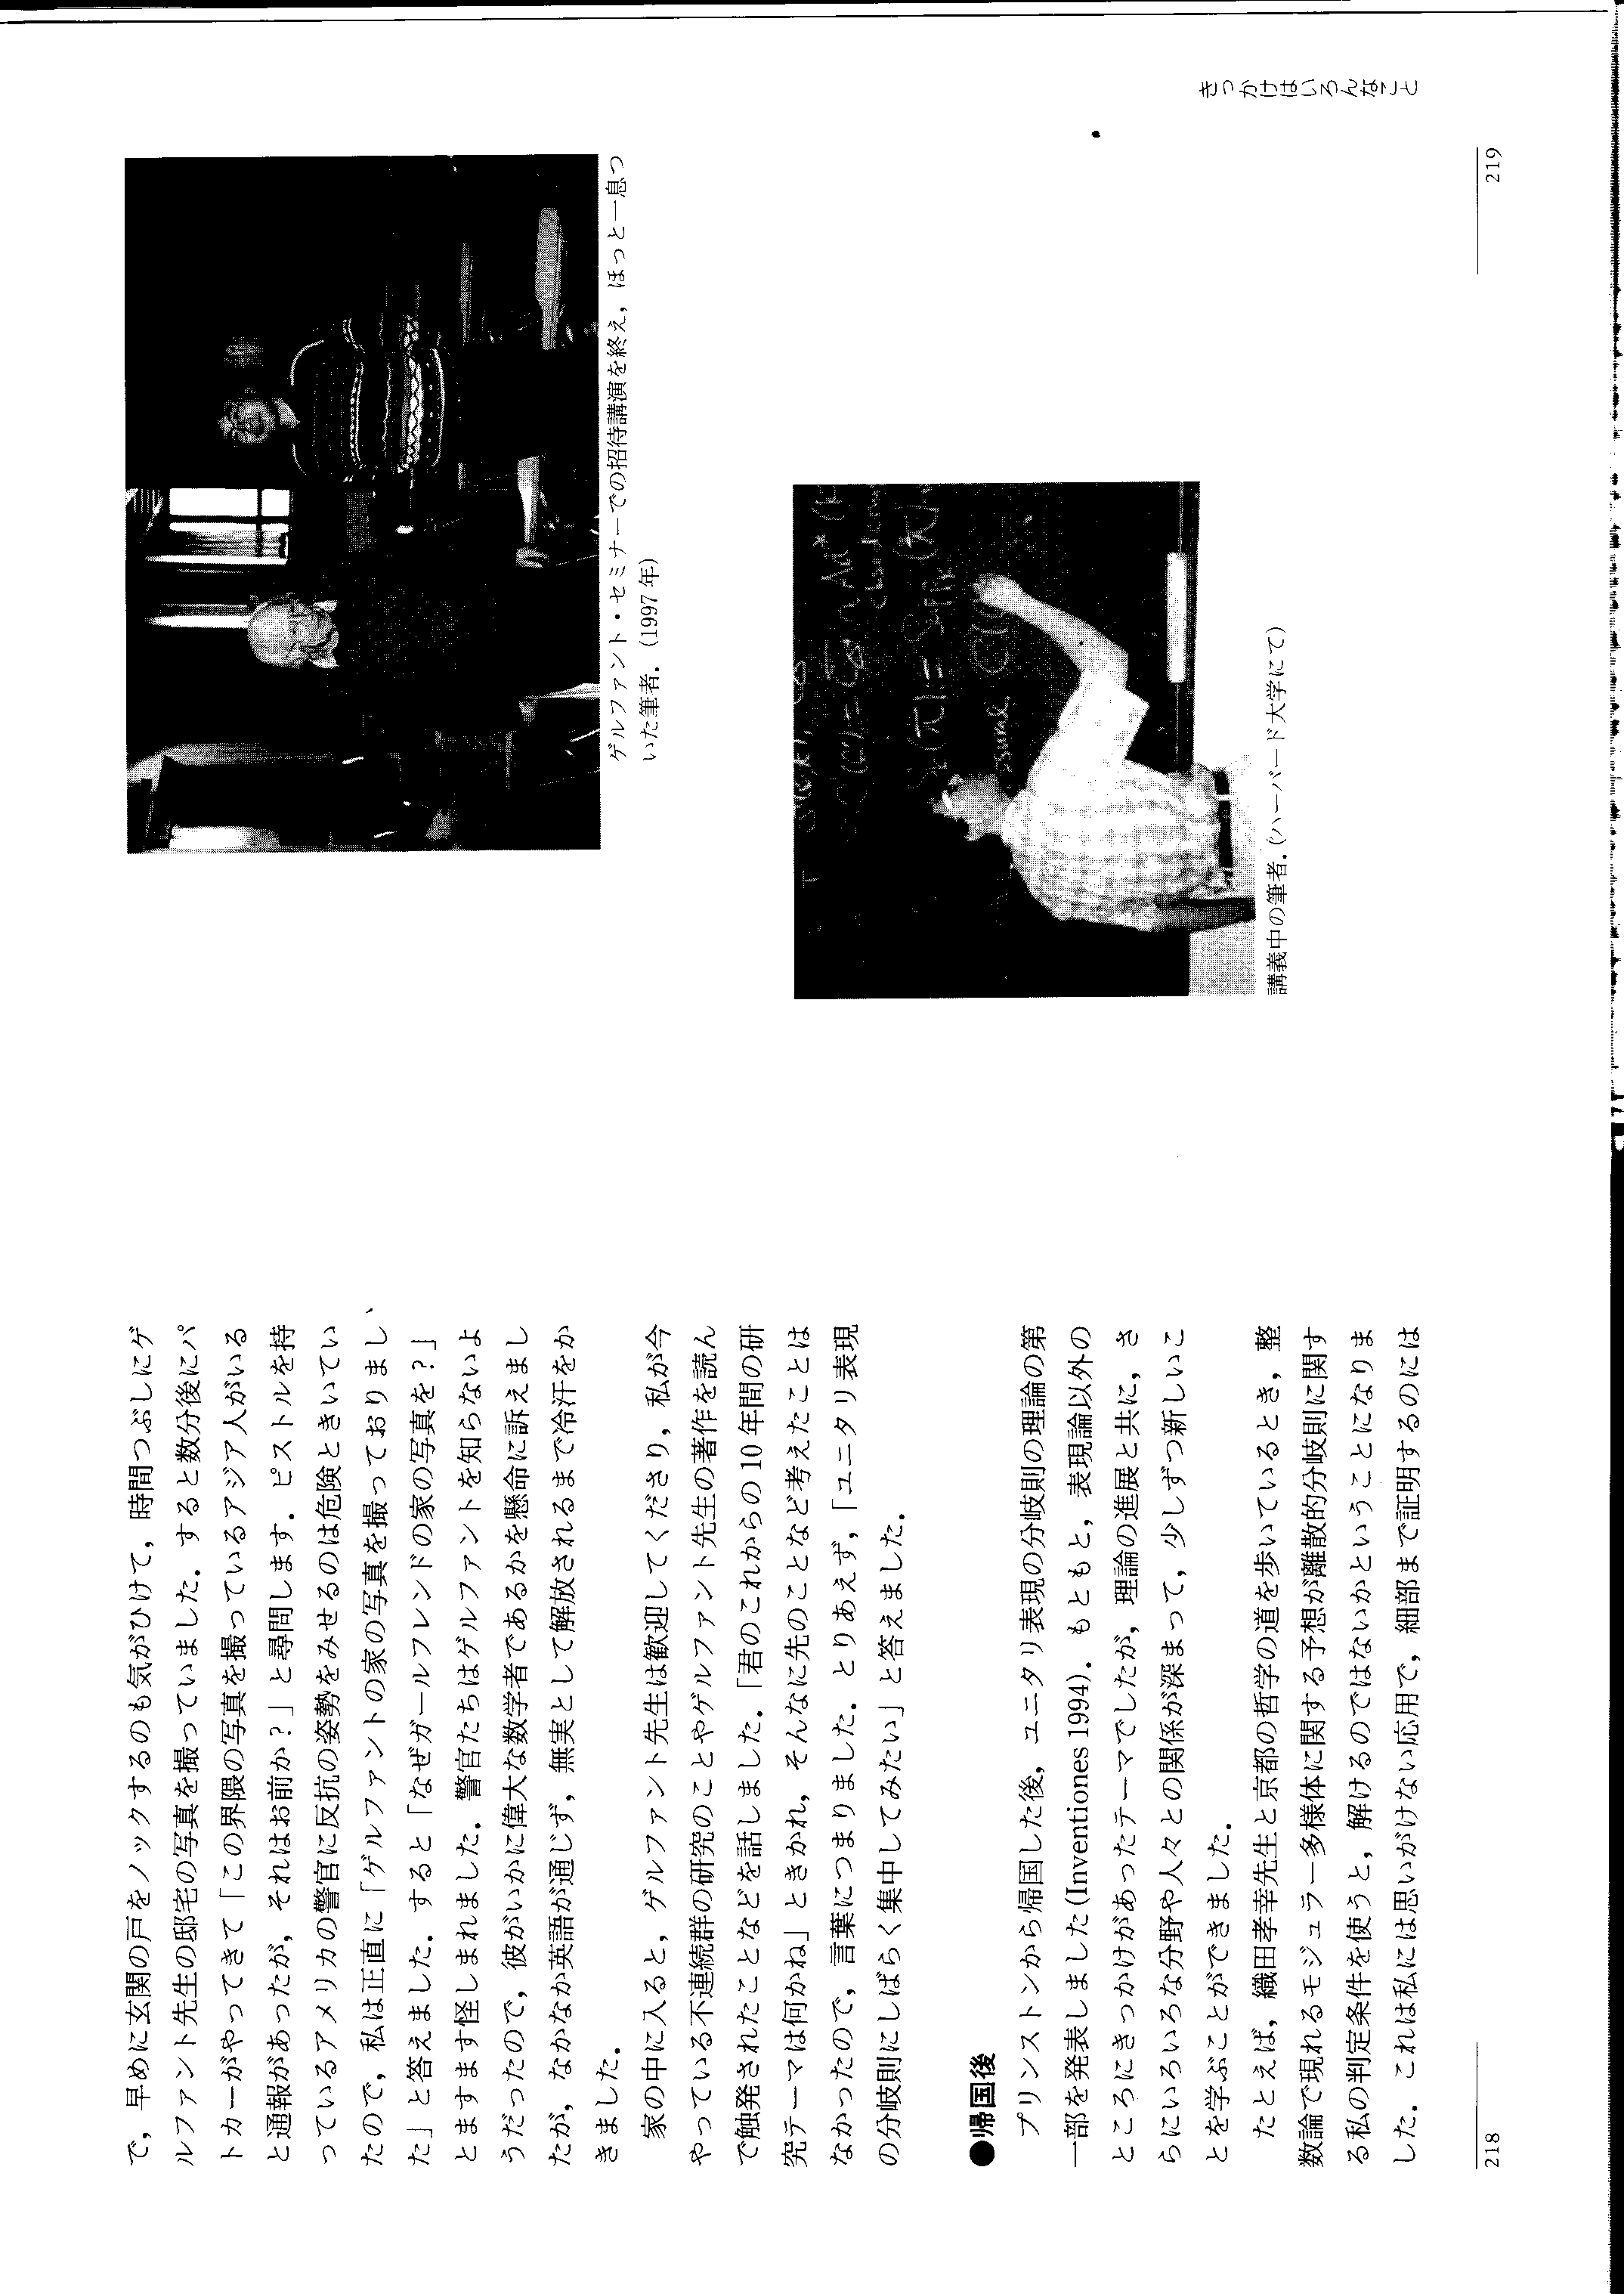 で，早めに玄関の戸をノックするのも気がひけて，時間つぶしにゲ
ルファント先生の邸宅の写真を撮っていました．すると数分後にパ
トカーがやってきて「この界隈の写真を撮っているアジア人がいる
と通報があったが，それはお前か？」と尋問します．ピストルを持
っているアメリカの警官に反抗の姿勢をみせるのは危険ときいてい
たので，私は正直に「ゲルファントの家の写真を撮っておりまし
た」と答えました．すると「なぜガールフレンドの家の写真を？」
とますます怪しまれました．警官たちはゲルファントを知らないよ
うだったので，彼がいかに偉大な数学者であるかを懸命に訴えまし
たが，なかなか英語が通じず，無実として解放されるまで冷汗をか
きました．
家の中に入ると，ゲルファント先生は歓迎してくださり，私が今
やっている不連続群の研究のことやゲルファント先生の著作を読ん
で触発されたことなどを話しました．「君のこれからの10年間の研
究テーマは何かね」ときかれ，そんなに先のことなど考えたことは
なかったので，言葉につまりました．とりあえず，「ユニタリ表現
の分岐則にしばらく集中してみたい」と答えました．
●帰国後
プリンストンから帰国した後，ユニタリ表現の分岐則の理論の第
一部を発表しました(Inventiones 1994)．もともと，表現論以外の
ところにきっかけがあったテーマでしたが，理論の進展と共に，さ
らにいろいろな分野や人々との関係が深まって，少しずつ新しいこ
とを学ぶことができました．
たとえば，織田孝幸先生と京都の哲学の道を歩いているとき，整
数論で現れるモジュラー多様体に関する予想が離散的分岐則に関す
る私の判定条件を使うと，解けるのではないかということになりま
した．これは私には思いがけない応用で，細部まで証明するのには
218
ゲルファント・セミナーでの招待講演を終え，ほっと一息つ
いた筆者．(1997年)
講義中の筆者．(ハーバード大学にて)
きっかけはいろんなこと
219